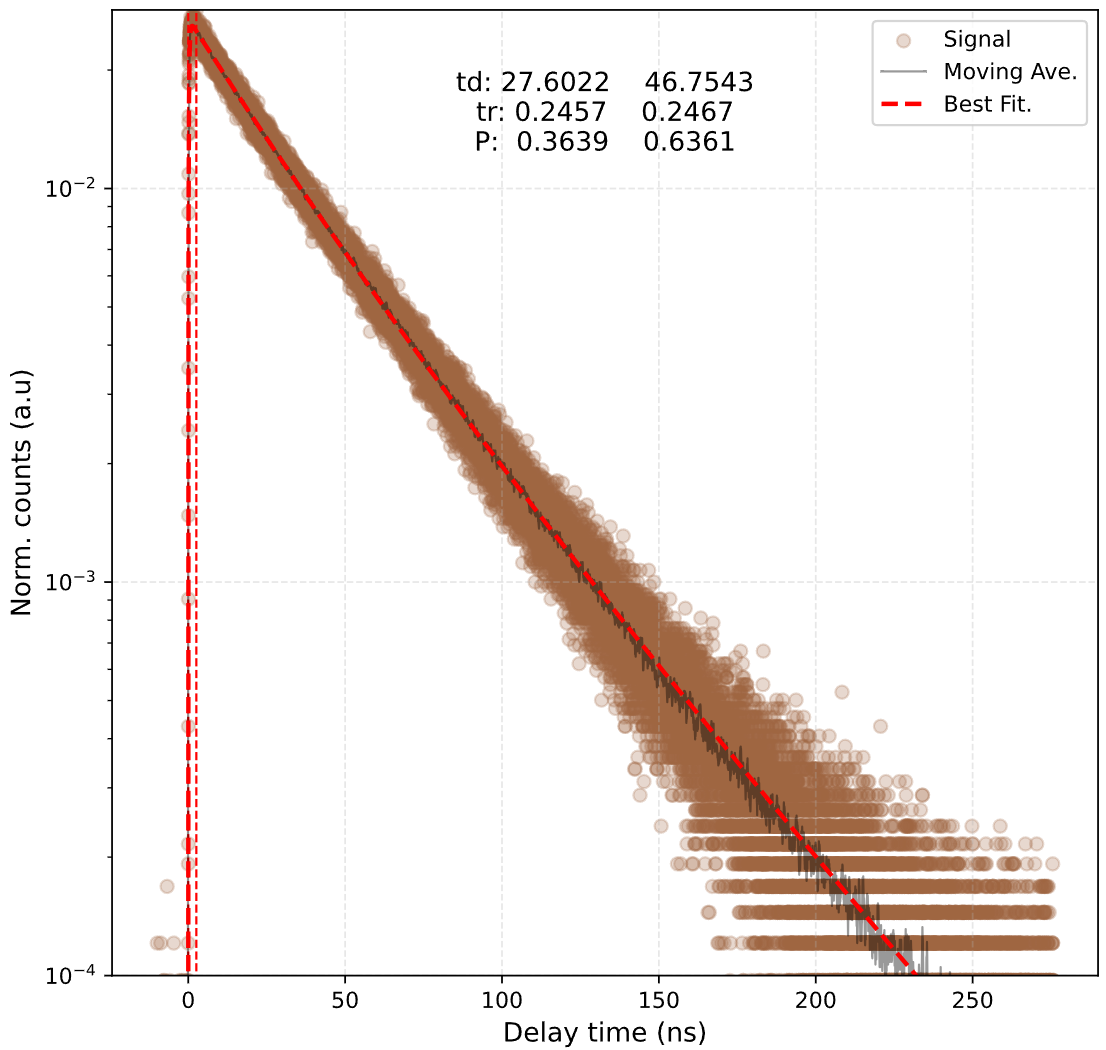 Signal
Moving Ave.
Best Fit.
td: 27.6022 46.7543
tr: 0.2457 0.2467
P: 0.3639 0.6361
Norm. counts (a.u)
10⁻²
10⁻³
10⁻⁴
0 50 100 150 200 250
Delay time (ns)